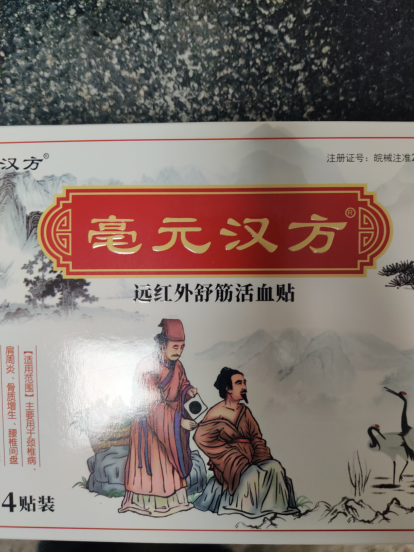 汉方®
注册证号：皖械注准2
亳元汉方®
远红外舒筋活血贴
【适用范围】主要用于颈椎病、
肩周炎、骨质增生、腰椎间盘
4贴装